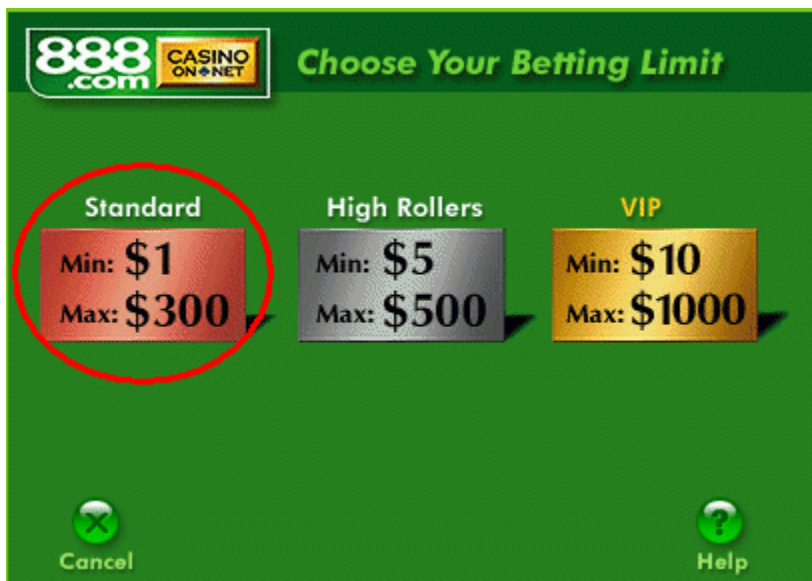 888
.com
CASINO
ON NET
Choose Your Betting Limit
Standard
Min: $1
Max: $300
High Rollers
Min: $5
Max: $500
VIP
Min: $10
Max: $1000
Cancel
?
Help